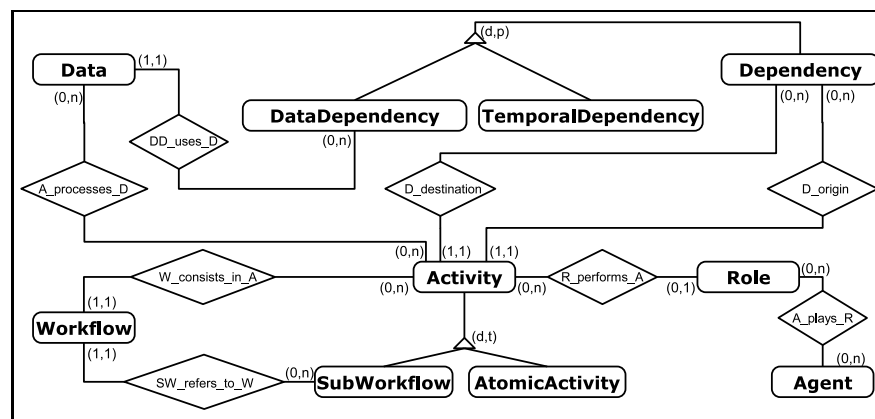 (d,p)
Data
(1,1)
Dependency
(0,n)
(0,n)
(0,n)
DataDependency
TemporalDependency
DD_uses_D
(0,n)
A_processes_D
D_destination
D_origin
(0,n)
(1,1)
(1,1)
W_consists_in_A
(0,n)
Activity
(0,n)
R_performs_A
(0,1)
Role
(0,n)
(1,1)
Workflow
(1,1)
(d,t)
A_plays_R
SW_refers_to_W
(0,n)
SubWorkflow
AtomicActivity
(0,n)
Agent